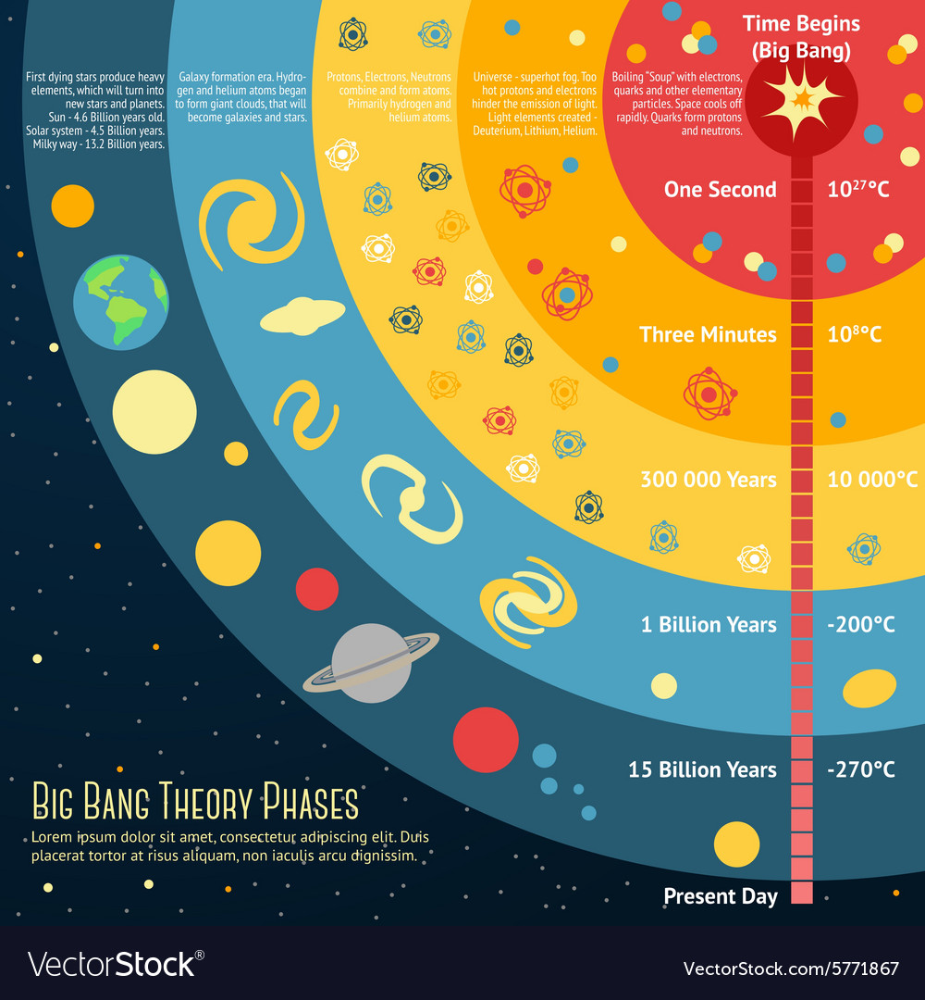 Time Begins
(Big Bang)
First dying stars produce heavy
elements, which will turn into
new stars and planets.
Sun - 4.6 Billion years old.
Solar system - 4.5 Billion years.
Milky way - 13.2 Billion years.
Galaxy formation era. Hydro-
gen and helium atoms began
to form giant clouds, that will
become galaxies and stars.
Protons, Electrons, Neutrons
combine and form atoms.
Primarily hydrogen and
helium atoms.
Universe - superhot fog. Too
hot protons and electrons
hinder the emission of light.
Light elements created -
Deuterium, Lithium, Helium.
Boiling "Soup" with electrons,
quarks and other elementary
particles. Space cools off
rapidly. Quarks form protons
and neutrons.
One Second 10²⁷°C
Three Minutes 10⁸°C
300 000 Years 10 000°C
1 Billion Years -200°C
15 Billion Years -270°C
Present Day
Big Bang Theory Phases
Lorem ipsum dolor sit amet, consectetur adipiscing elit. Duis
placerat tortor at risus aliquam, non iaculis arcu dignissim.
VectorStock®
VectorStock.com/5771867